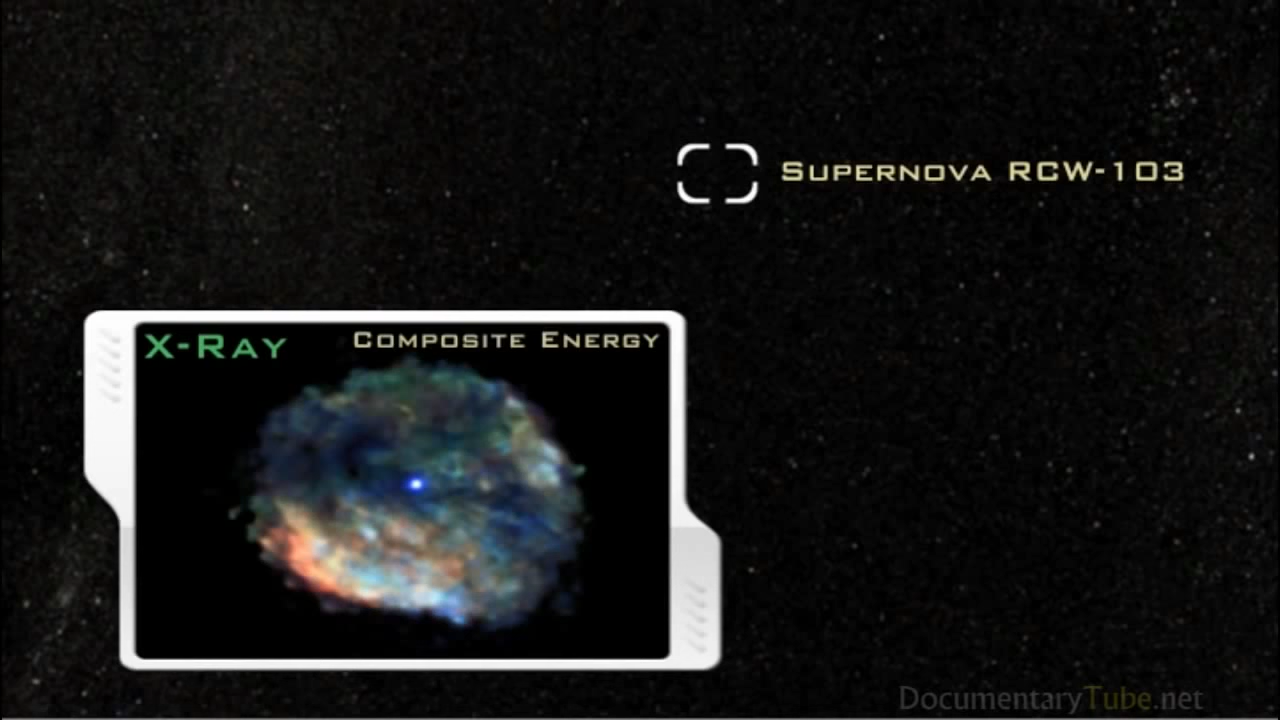 Supernova RCW-103
X-Ray
Composite Energy
DocumentaryTube.net